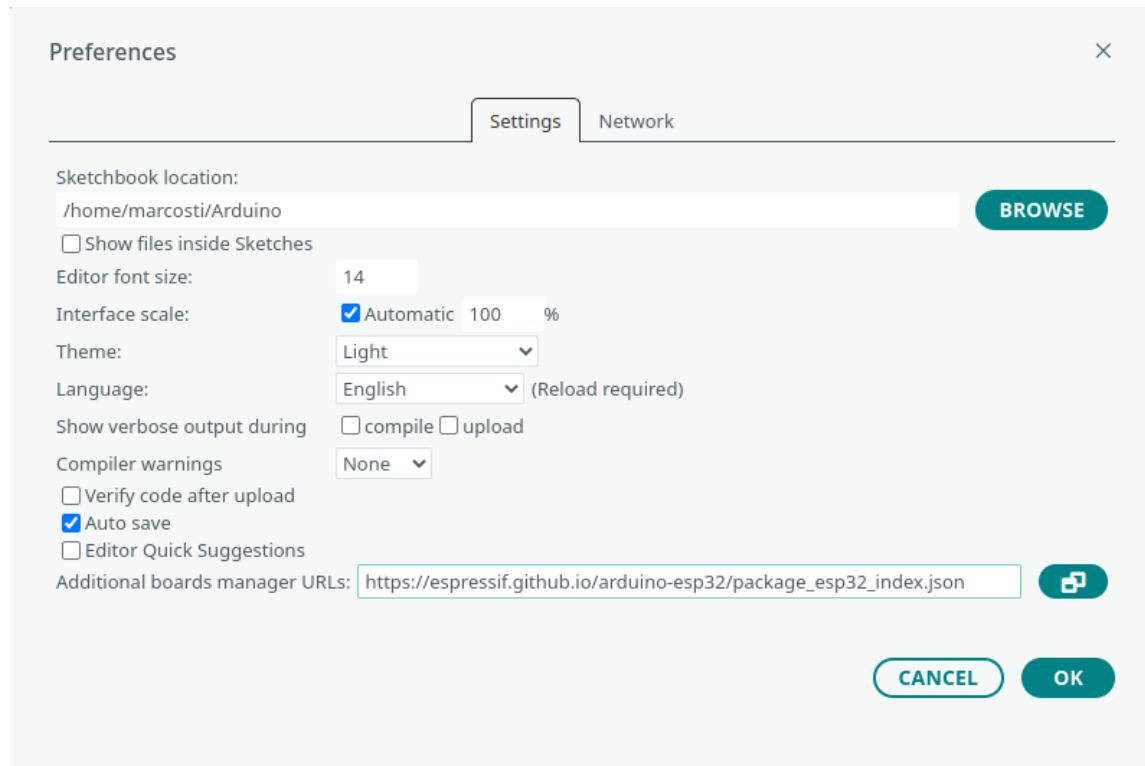 Preferences
Settings Network
Sketchbook location:
/home/marcosti/Arduino BROWSE
Show files inside Sketches
Editor font size: 14
Interface scale: Automatic 100 %
Theme: Light
Language: English (Reload required)
Show verbose output during compile upload
Compiler warnings None
Verify code after upload
Auto save
Editor Quick Suggestions
Additional boards manager URLs: https://espressif.github.io/arduino-esp32/package_esp32_index.json
CANCEL OK